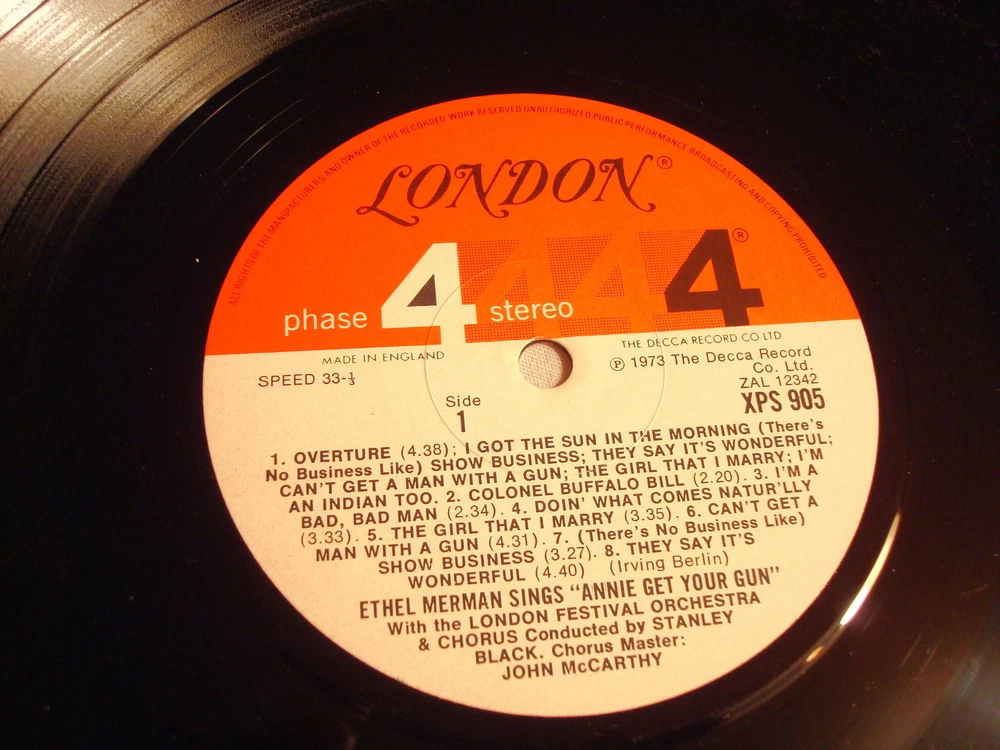 ALL RIGHTS OF THE MANUFACTURERS AND OWNER OF THE RECORDED WORK RESERVED UNAUTHORIZED PUBLIC PERFORMANCE BROADCASTING AND COPYING PROHIBITED
LONDON®
phase 4 stereo 4 4 4®
MADE IN ENGLAND
THE DECCA RECORD CO LTD.
SPEED 33-⅓
℗ 1973 The Decca Record
Co. Ltd.
ZAL 12342
Side
XPS 905
1
1. OVERTURE (4.38); I GOT THE SUN IN THE MORNING (There's
No Business Like) SHOW BUSINESS; THEY SAY IT'S WONDERFUL;
CAN'T GET A MAN WITH A GUN; THE GIRL THAT I MARRY; I'M
AN INDIAN TOO. 2. COLONEL BUFFALO BILL (2.20). 3. I'M A
BAD, BAD MAN (2.34). 4. DOIN' WHAT COMES NATUR'LLY
(3.33). 5. THE GIRL THAT I MARRY (3.35). 6. CAN'T GET A
MAN WITH A GUN (4.31). 7. (There's No Business Like)
SHOW BUSINESS (3.27). 8. THEY SAY IT'S
WONDERFUL (4.40) (Irving Berlin)
ETHEL MERMAN SINGS "ANNIE GET YOUR GUN"
With the LONDON FESTIVAL ORCHESTRA
& CHORUS Conducted by STANLEY
BLACK. Chorus Master:
JOHN McCARTHY